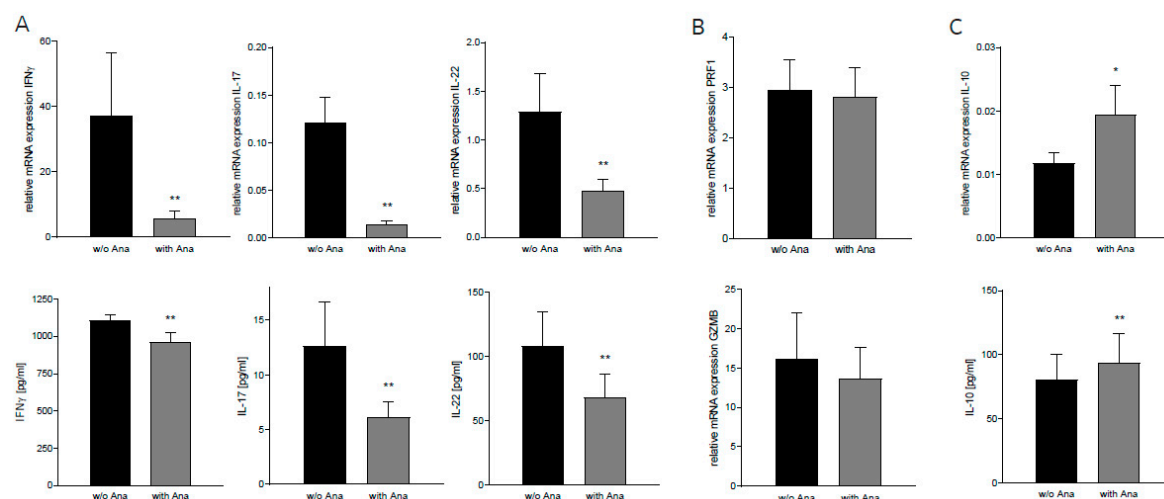 A
B
C
relative mRNA expression IFNγ
60
40
20
0
**
w/o Ana
with Ana
relative mRNA expression IL-17
0.20
0.15
0.10
0.05
0.00
**
w/o Ana
with Ana
relative mRNA expression IL-22
2.0
1.5
1.0
0.5
0.0
**
w/o Ana
with Ana
relative mRNA expression PRF1
4
3
2
1
0
w/o Ana
with Ana
relative mRNA expression IL-10
0.03
0.02
0.01
0.00
*
w/o Ana
with Ana
IFNγ [pg/ml]
1250
1000
750
500
250
0
**
w/o Ana
with Ana
IL-17 [pg/ml]
15
10
5
0
**
w/o Ana
with Ana
IL-22 [pg/ml]
150
100
50
0
**
w/o Ana
with Ana
relative mRNA expression GZMB
25
20
15
10
5
0
w/o Ana
with Ana
IL-10 [pg/ml]
150
100
50
0
**
w/o Ana
with Ana